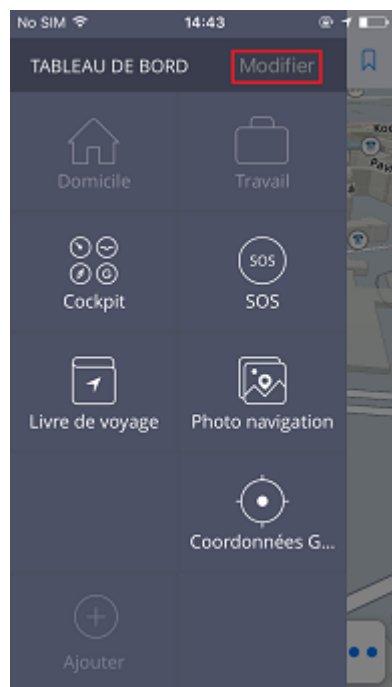 No SIM 14:43
TABLEAU DE BORD Modifier
Domicile Travail
SOS
Cockpit SOS
Livre de voyage Photo navigation
Coordonnées G...
Ajouter